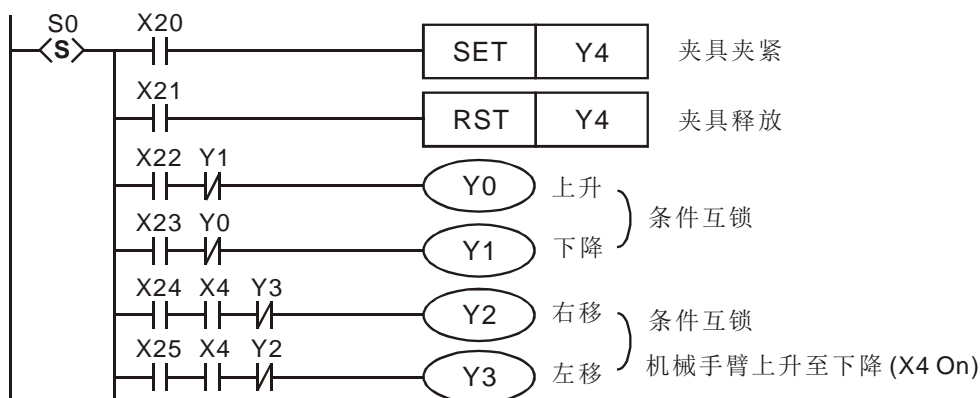 S0 X20
S SET Y4 夹具夹紧
X21
RST Y4 夹具释放
X22 Y1
Y0 上升
条件互锁
X23 Y0
Y1 下降
X24 X4 Y3
Y2 右移
条件互锁
X25 X4 Y2
机械手臂上升至下降(X4 On)
Y3 左移